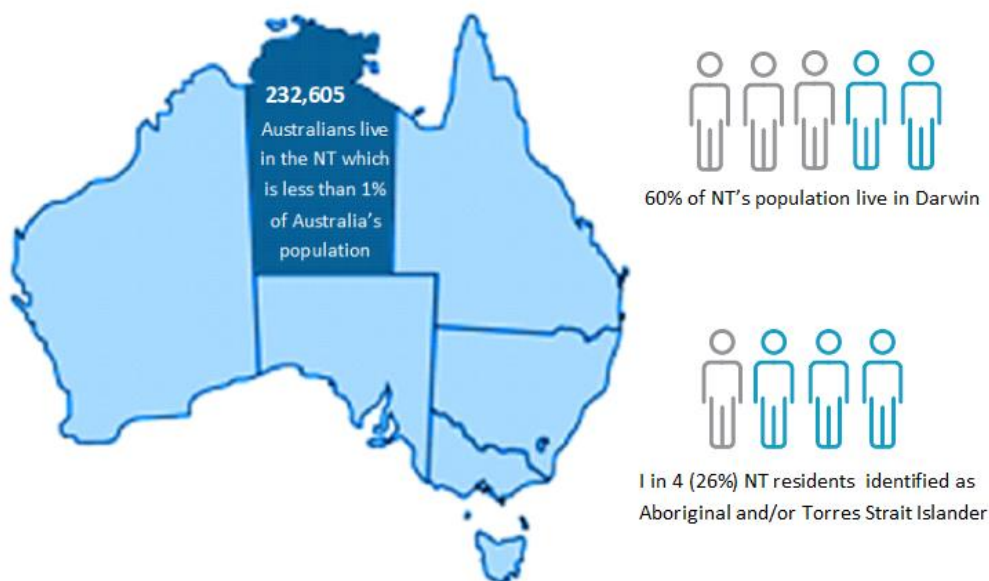 232,605
Australians live
in the NT which
is less than 1%
of Australia's
population
60% of NT's population live in Darwin
I in 4 (26%) NT residents  identified as
Aboriginal and/or Torres Strait Islander